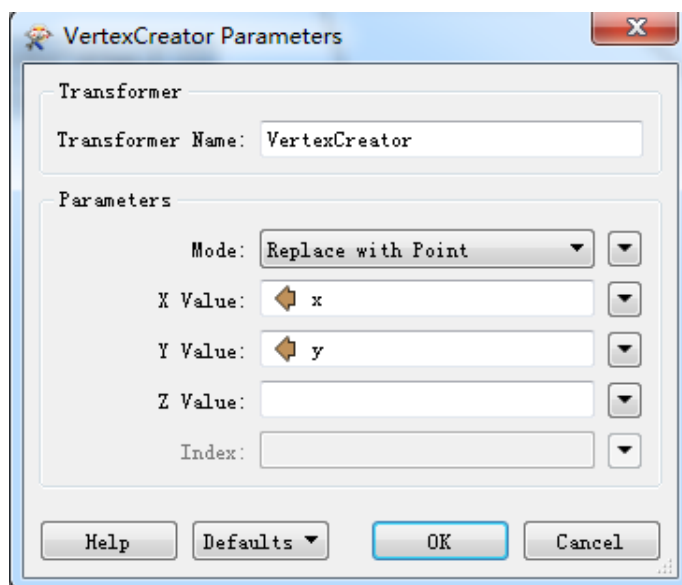 VertexCreator Parameters
Transformer
Transformer Name: VertexCreator
Parameters
Mode: Replace with Point
X Value: x
Y Value: y
Z Value:
Index:
Help Defaults OK Cancel